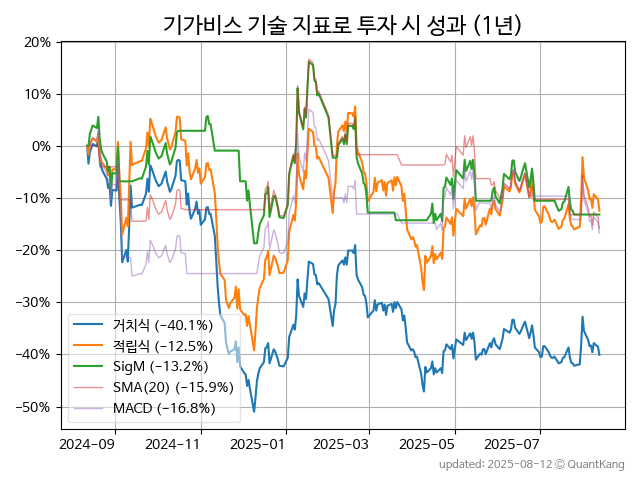 기가비스 기술 지표로 투자 시 성과 (1년)
20%
10%
0%
−10%
−20%
−30%
−40%
−50%
거치식 (−40.1%)
적립식 (−12.5%)
SigM (−13.2%)
SMA(20) (−15.9%)
MACD (−16.8%)
2024-09 2024-11 2025-01 2025-03 2025-05 2025-07
updated: 2025-08-12 © QuantKang